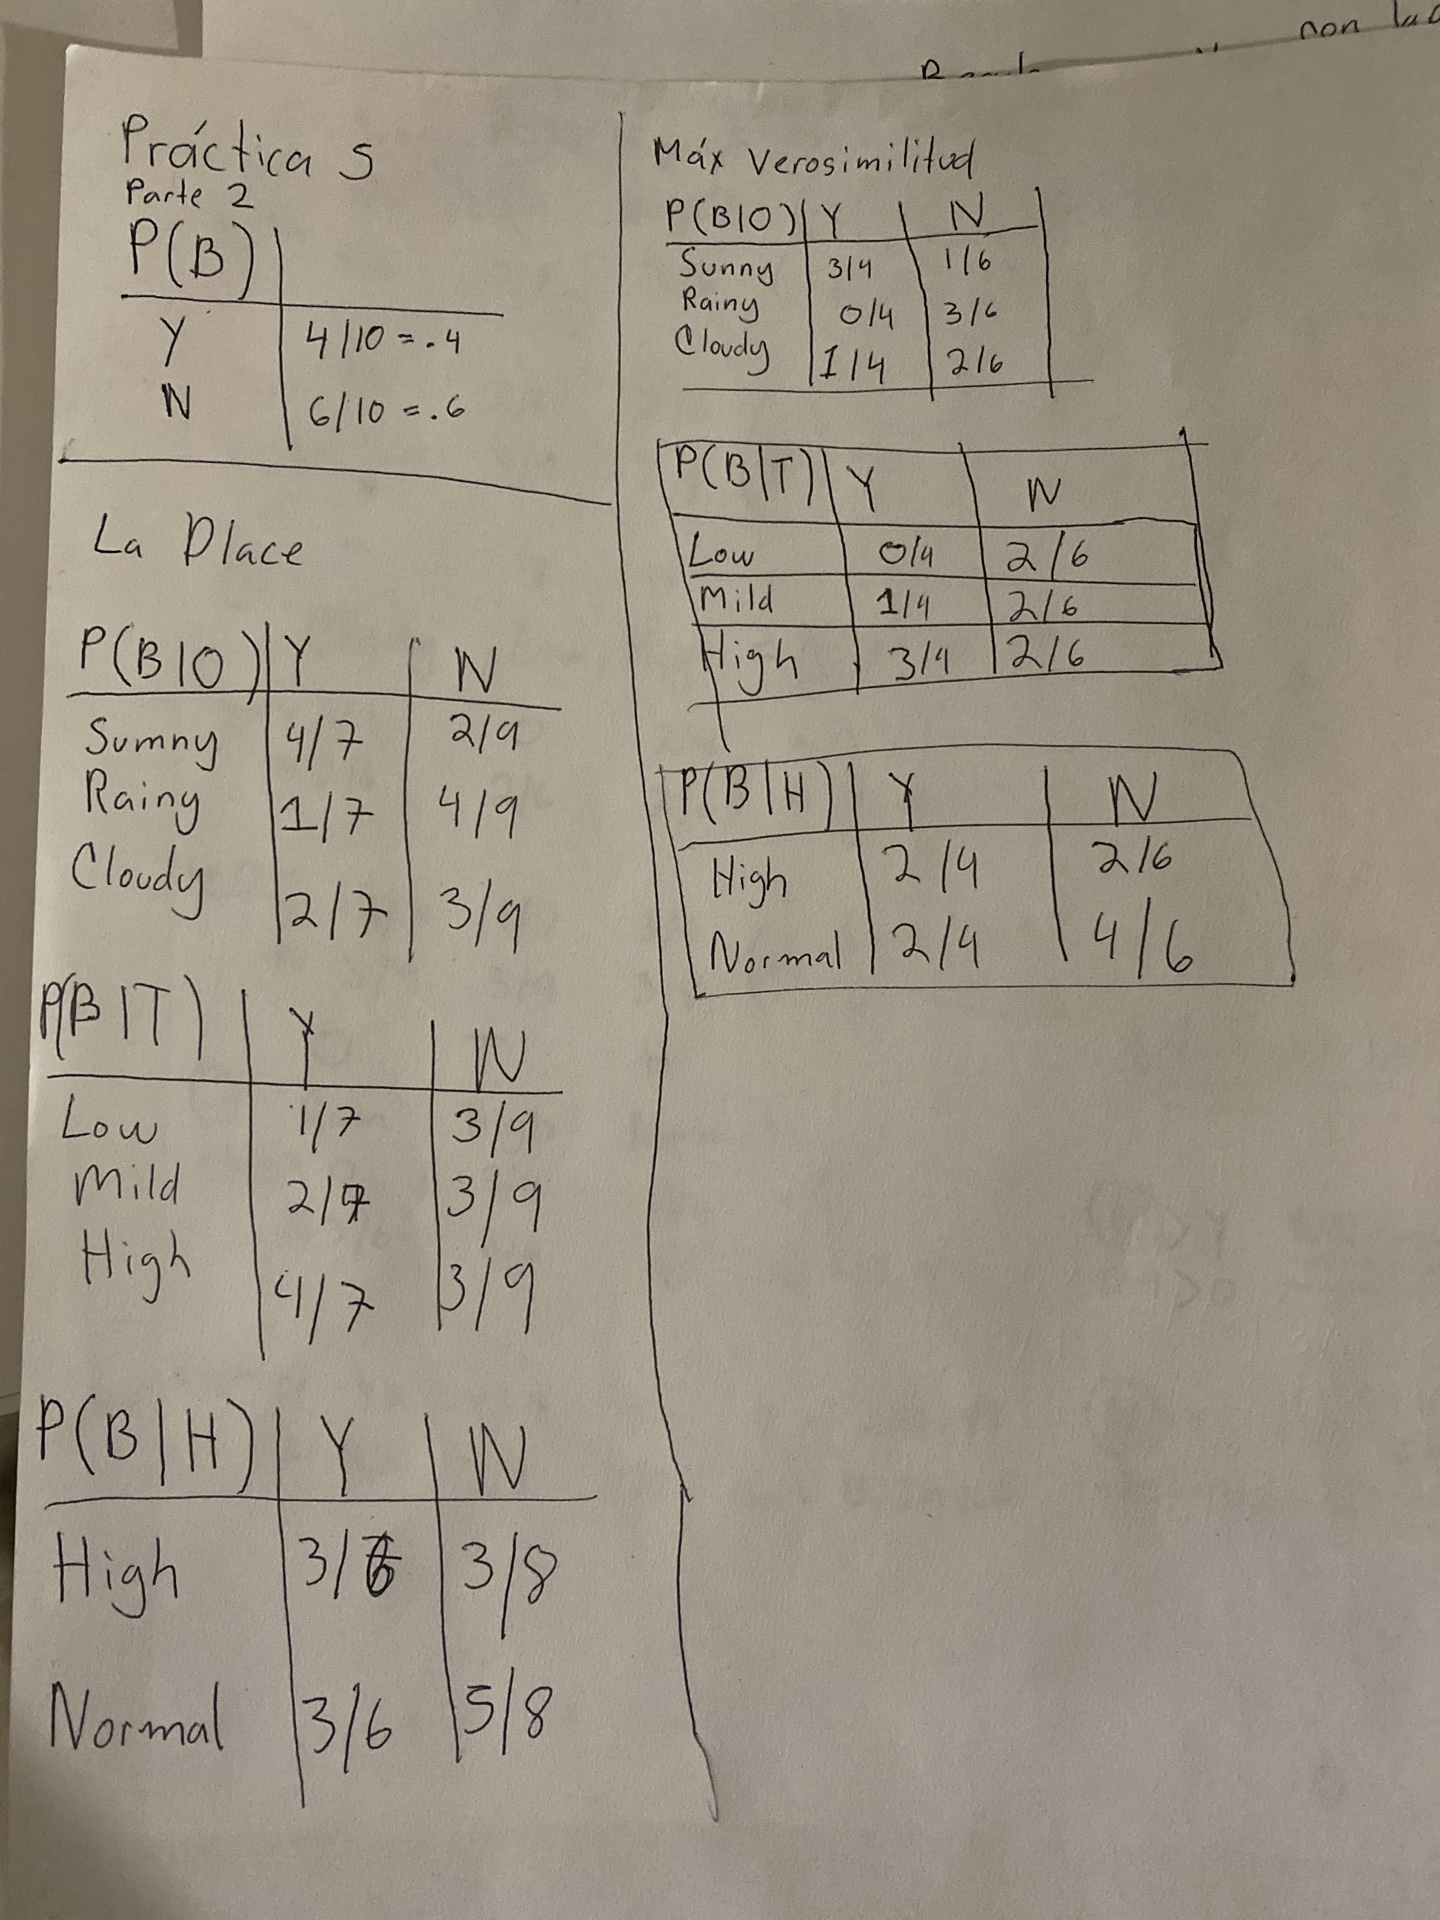 non
Práctica 5
Parte 2
P(B)
Y 4/10 = .4
N 6/10 = .6
La Place
P(B|O) Y N
Sunny 4/7 2/9
Rainy 1/7 4/9
Cloudy 2/7 3/9
P(B|T) Y N
Low 1/7 3/9
Mild 2/7 3/9
High 4/7 3/9
P(B|H) Y N
High 3/6 3/8
Normal 3/6 5/8
Máx Verosimilitud
P(B|O) Y N
Sunny 3/4 1/6
Rainy 0/4 3/6
Cloudy 1/4 2/6
P(B|T) Y N
Low 0/4 2/6
Mild 1/4 2/6
High 3/4 2/6
P(B|H) Y N
High 2/4 2/6
Normal 2/4 4/6